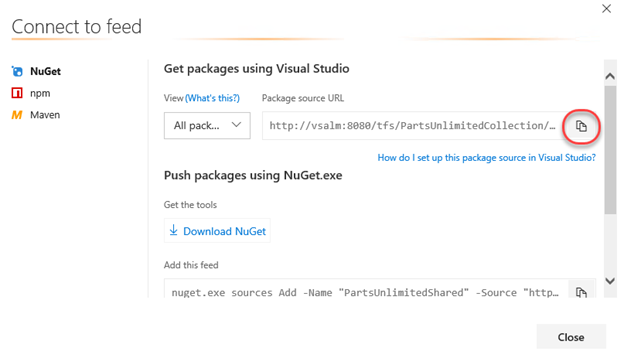 Connect to feed
NuGet
npm
Maven
Get packages using Visual Studio
View (What's this?)
Package source URL
All pack...
http://vsalm:8080/tfs/PartsUnlimitedCollection/...
How do I set up this package source in Visual Studio?
Push packages using NuGet.exe
Get the tools
Download NuGet
Add this feed
nuget.exe sources Add -Name "PartsUnlimitedShared" -Source "http...
Close